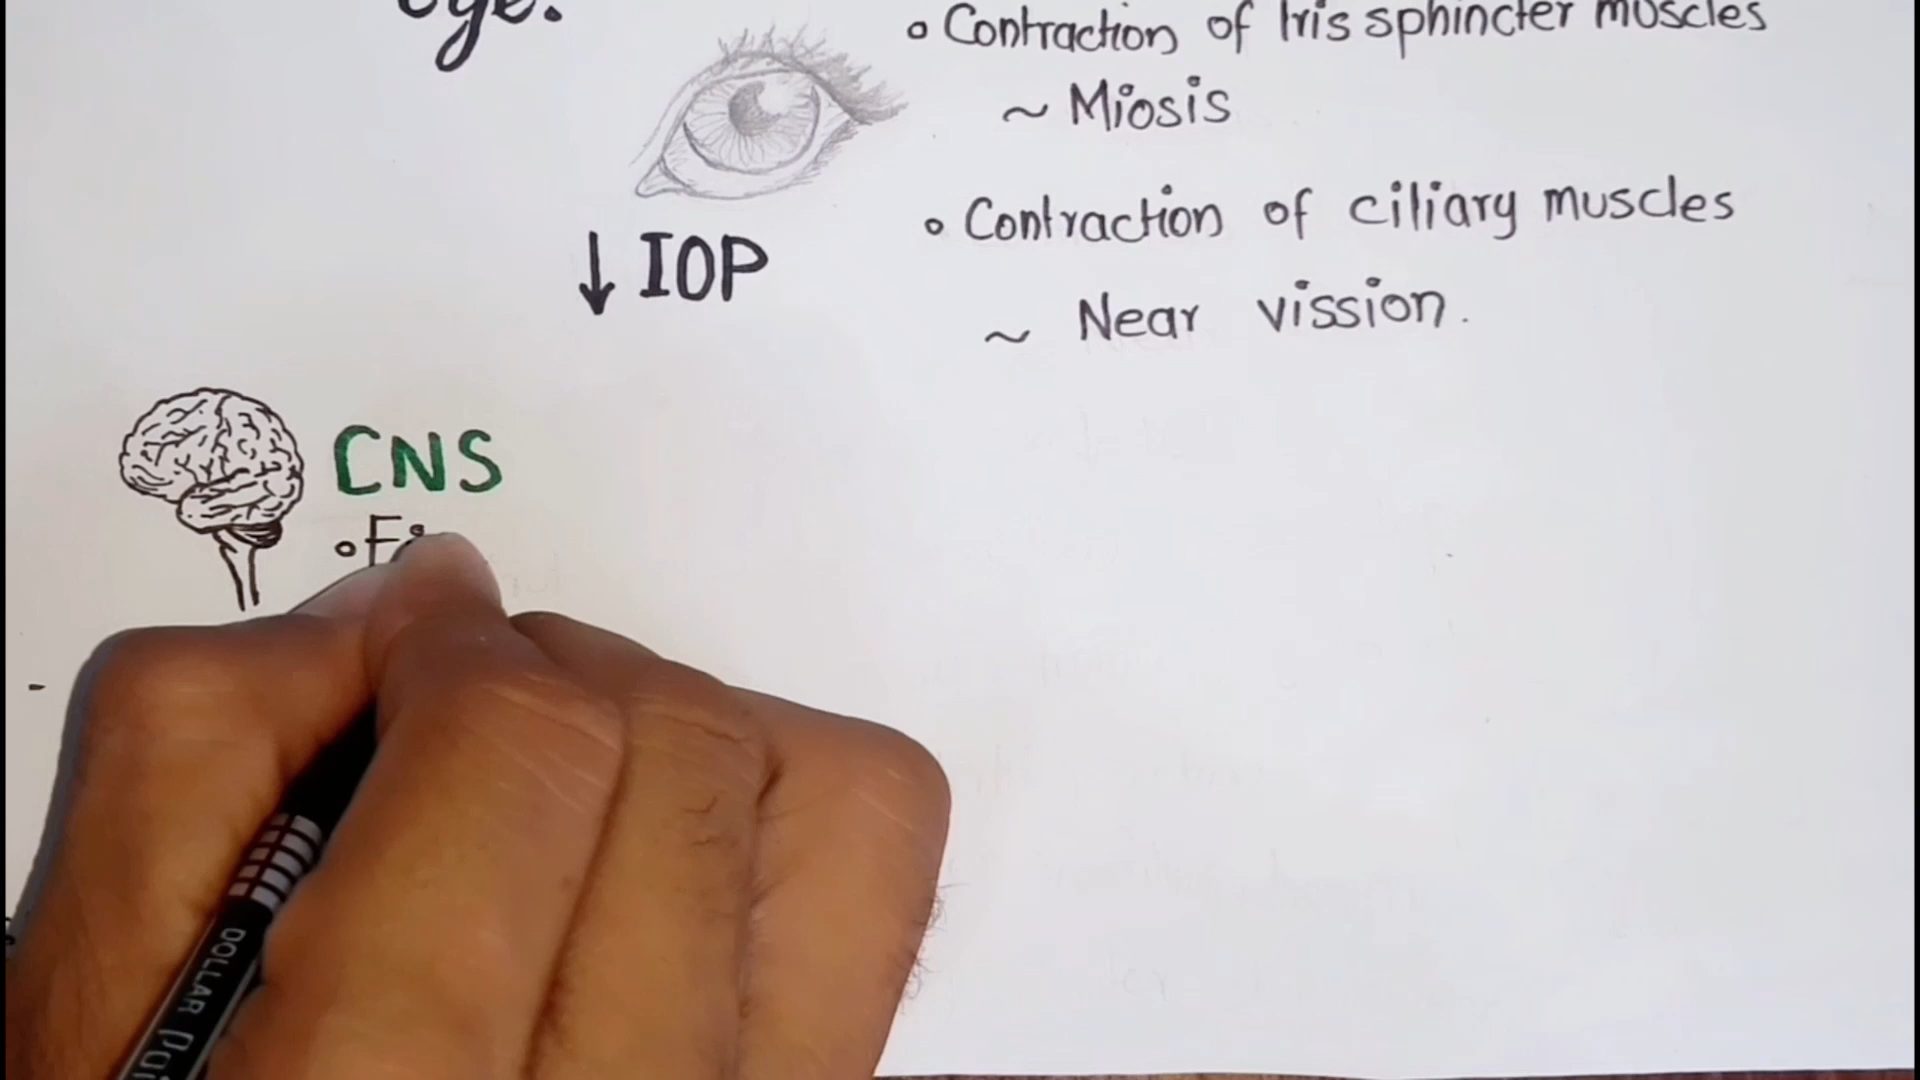 eye.
• Contraction of Iris sphincter muscles
~ Miosis
• Contraction of ciliary muscles
~ Near vission.
↓ IOP
CNS
DOLLAR